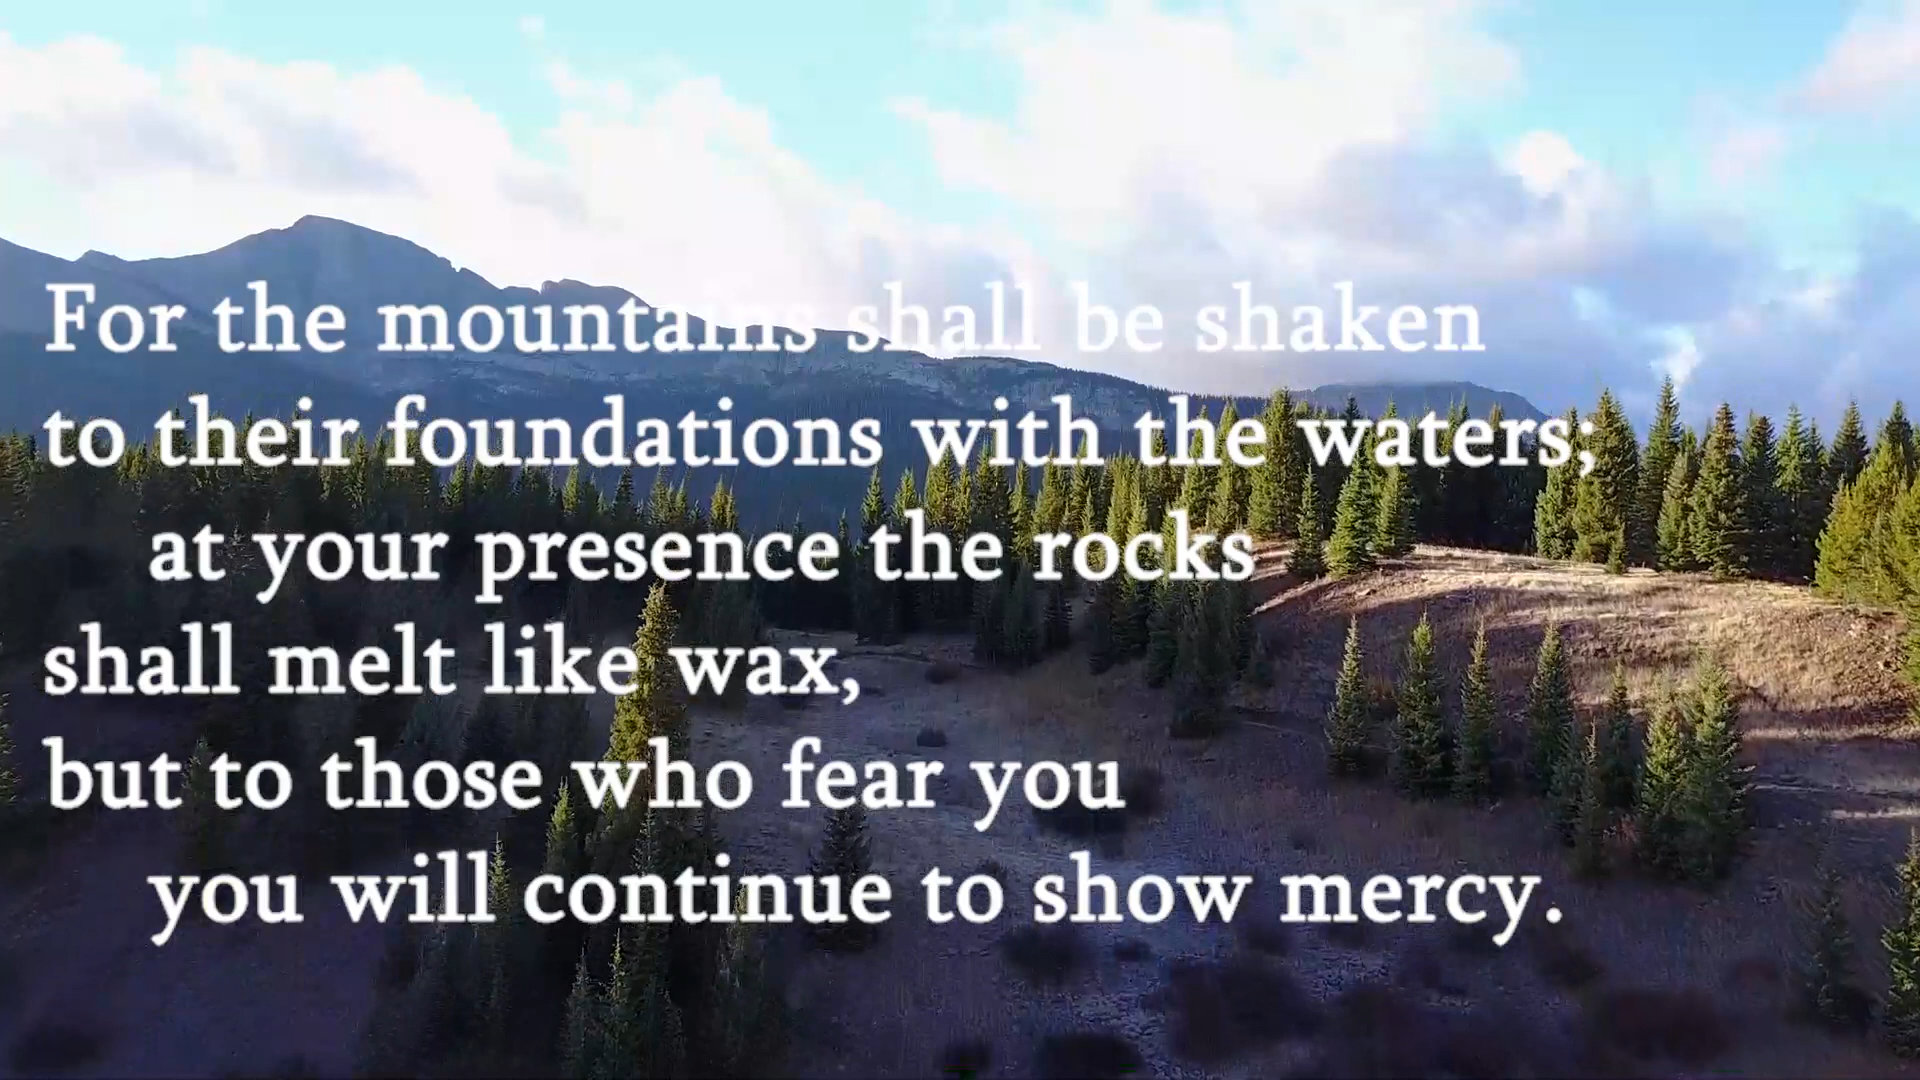 For the mountains shall be shaken
to their foundations with the waters;
at your presence the rocks
shall melt like wax,
but to those who fear you
you will continue to show mercy.